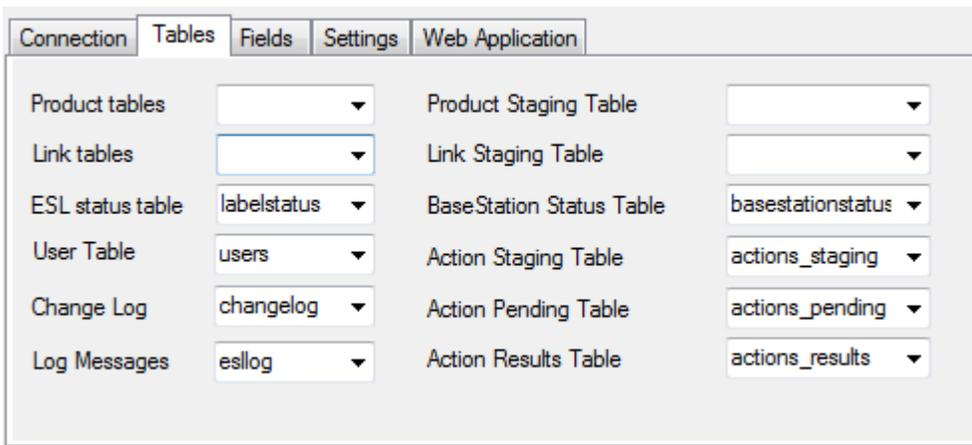 Connection Tables Fields Settings Web Application
Product tables Product Staging Table
Link tables Link Staging Table
ESL status table labelstatus BaseStation Status Table basestationstatus
User Table users Action Staging Table actions_staging
Change Log changelog Action Pending Table actions_pending
Log Messages esllog Action Results Table actions_results